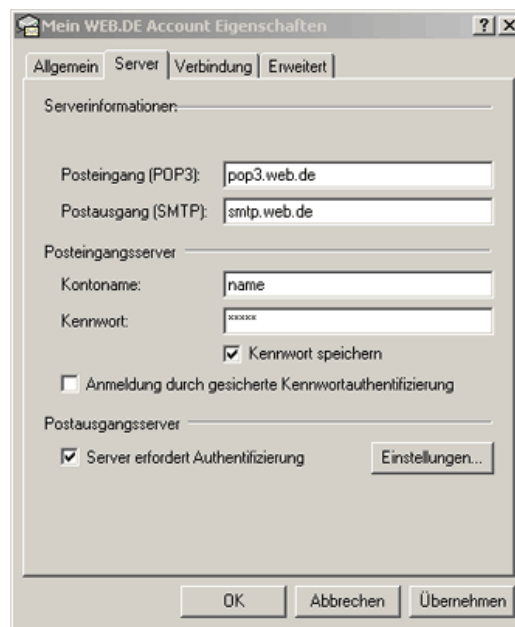 Mein WEB.DE Account Eigenschaften
Allgemein Server Verbindung Erweitert
Serverinformationen:
Posteingang (POP3): pop3.web.de
Postausgang (SMTP): smtp.web.de
Posteingangsserver
Kontoname: name
Kennwort: *****
Kennwort speichern
Anmeldung durch gesicherte Kennwortauthentifizierung
Postausgangsserver
Server erfordert Authentifizierung Einstellungen...
OK Abbrechen Übernehmen